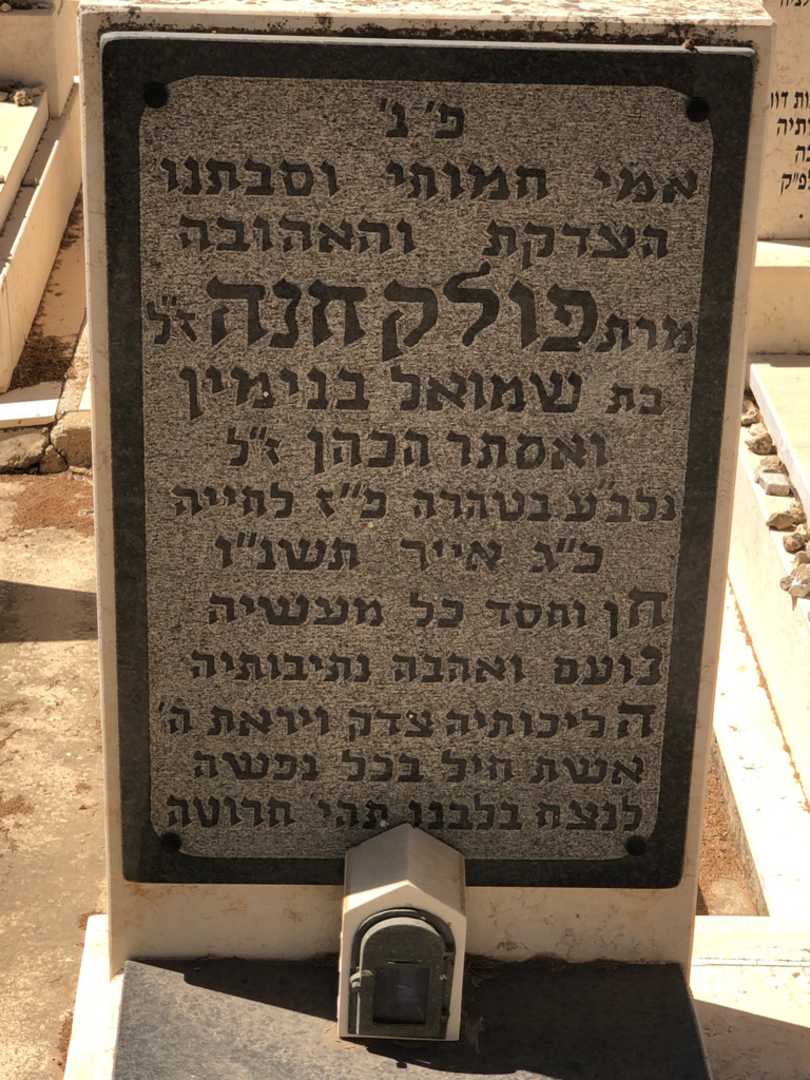 פ״נ
אמי חמותי וסבתנו
הצדקת והאהובה
מרת פולק חנה ז״ל
בת שמואל בנימין
ואסתר הכהן ז״ל
נלב״ע בטהרה פ״ז לחייה
כ״ג אייר תשנ״ו
חן וחסד כל מעשיה
נועם ואהבה נתיבותיה
הליכותיה צדק ויראת ה׳
אשת חיל בכל נפשה
לנצח בלבנו תהי׳ חרוטה